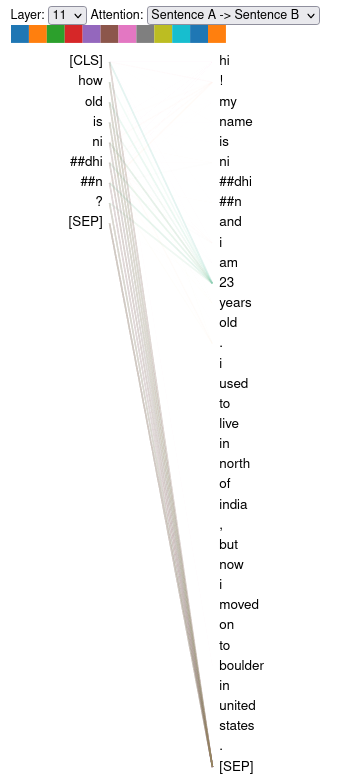 Layer: 11 Attention: Sentence A -> Sentence B
[CLS] hi
how !
old my
is name
ni is
##dhi ni
##n ##dhi
? ##n
[SEP] and
i
am
23
years
old
.
i
used
to
live
in
north
of
india
,
but
now
i
moved
on
to
boulder
in
united
states
.
[SEP]